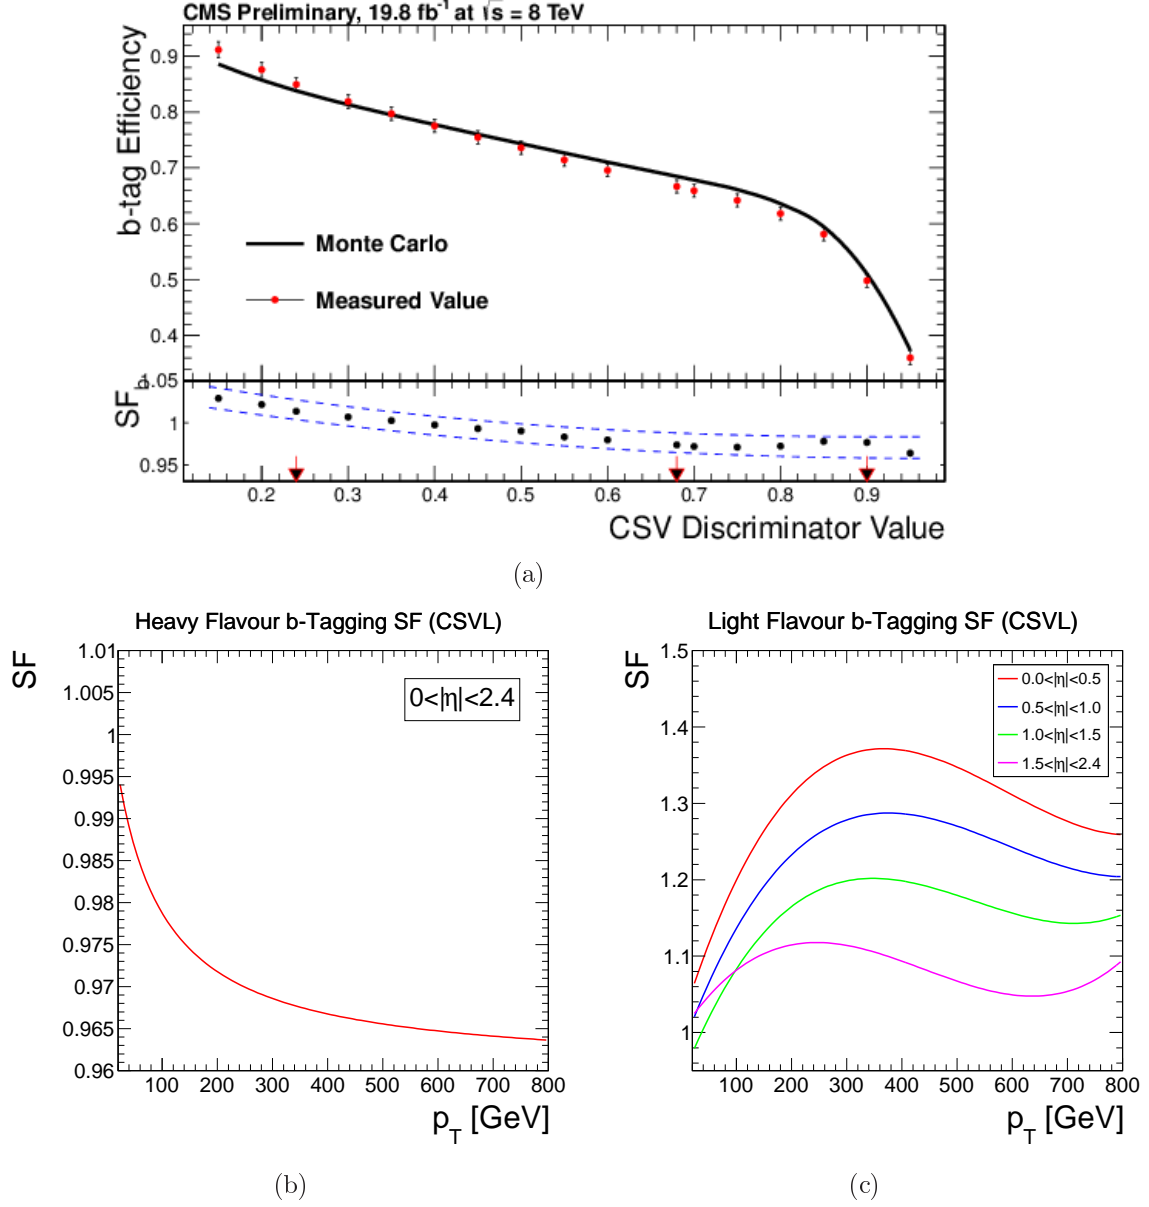 CMS Preliminary, 19.8 fb⁻¹ at √s = 8 TeV
b-tag Efficiency
0.9
0.8
0.7
0.6
0.5
0.4
Monte Carlo
Measured Value
SF_b
1.05
1
0.95
0.2 0.3 0.4 0.5 0.6 0.7 0.8 0.9
CSV Discriminator Value
(a)
Heavy Flavour b-Tagging SF (CSVL)
SF
1.01
1.005
1
0.995
0.99
0.985
0.98
0.975
0.97
0.965
0.96
0<|η|<2.4
100 200 300 400 500 600 700 800
p_T [GeV]
(b)
Light Flavour b-Tagging SF (CSVL)
SF
1.5
1.4
1.3
1.2
1.1
1
0.0<|η|<0.5
0.5<|η|<1.0
1.0<|η|<1.5
1.5<|η|<2.4
100 200 300 400 500 600 700 800
p_T [GeV]
(c)